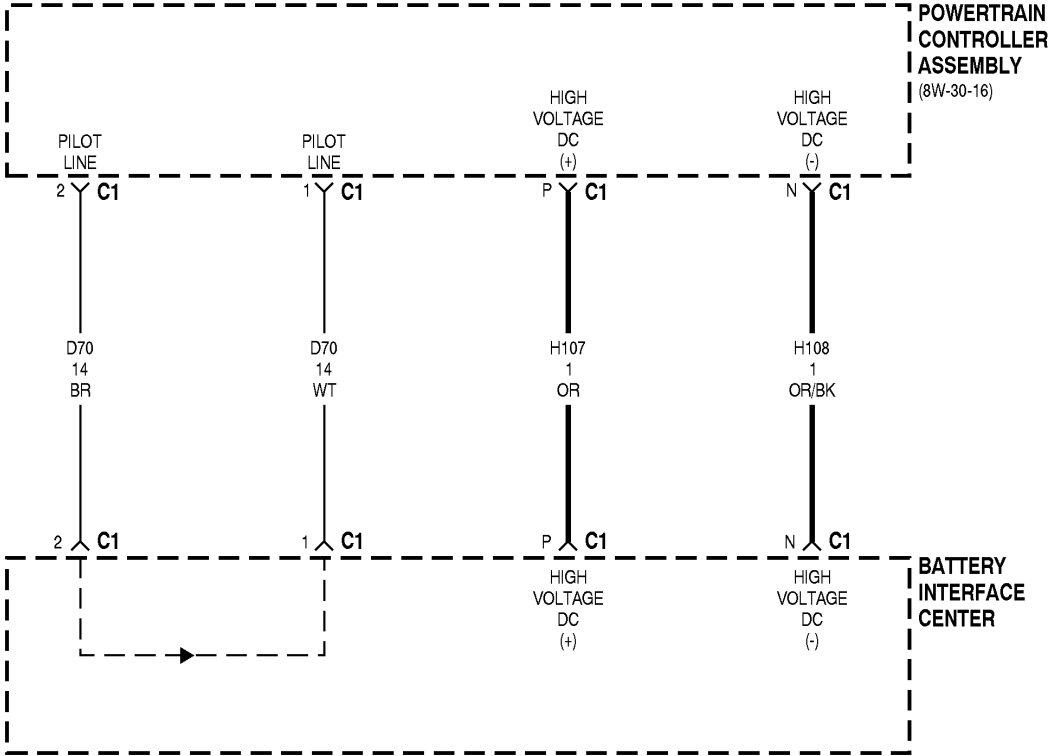 POWERTRAIN
CONTROLLER
ASSEMBLY
(8W-30-16)
PILOT
LINE
PILOT
LINE
HIGH
VOLTAGE
DC
(+)
HIGH
VOLTAGE
DC
(-)
2 C1
1 C1
P C1
N C1
D70
14
BR
D70
14
WT
H107
1
OR
H108
1
OR/BK
2 C1
1 C1
P C1
N C1
HIGH
VOLTAGE
DC
(+)
HIGH
VOLTAGE
DC
(-)
BATTERY
INTERFACE
CENTER